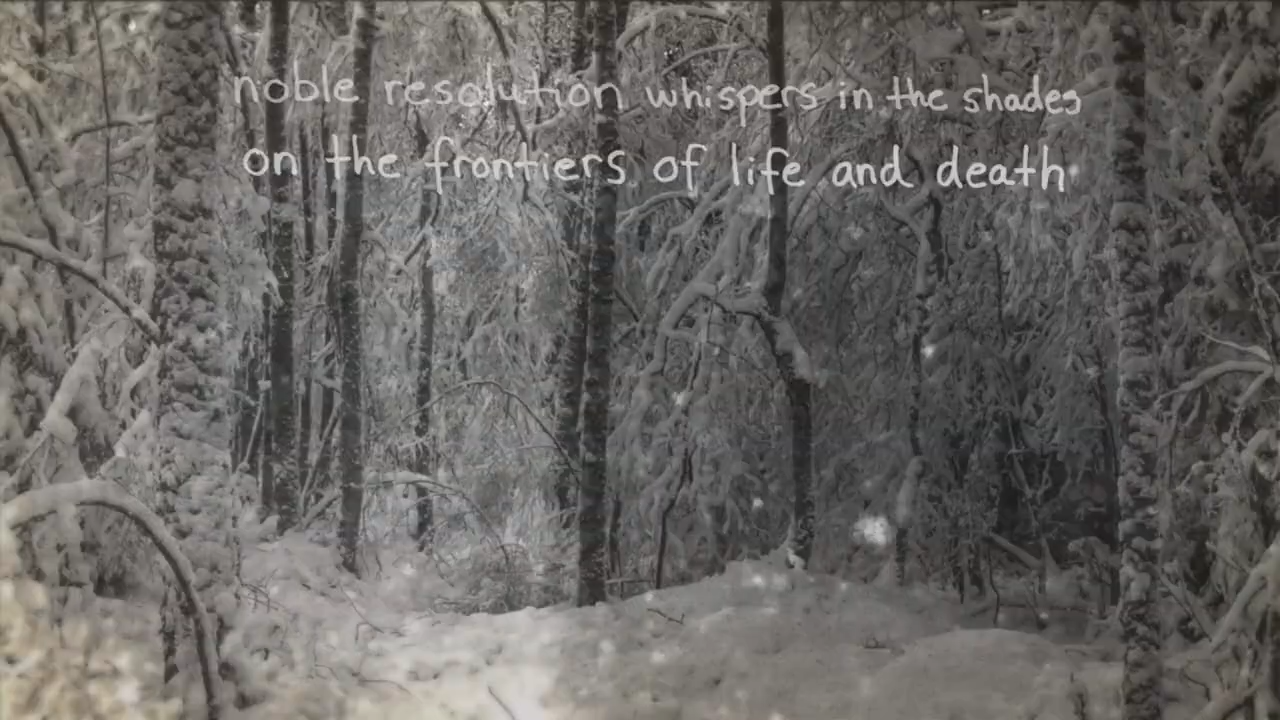 noble resolution whispers in the shades
on the frontiers of life and death